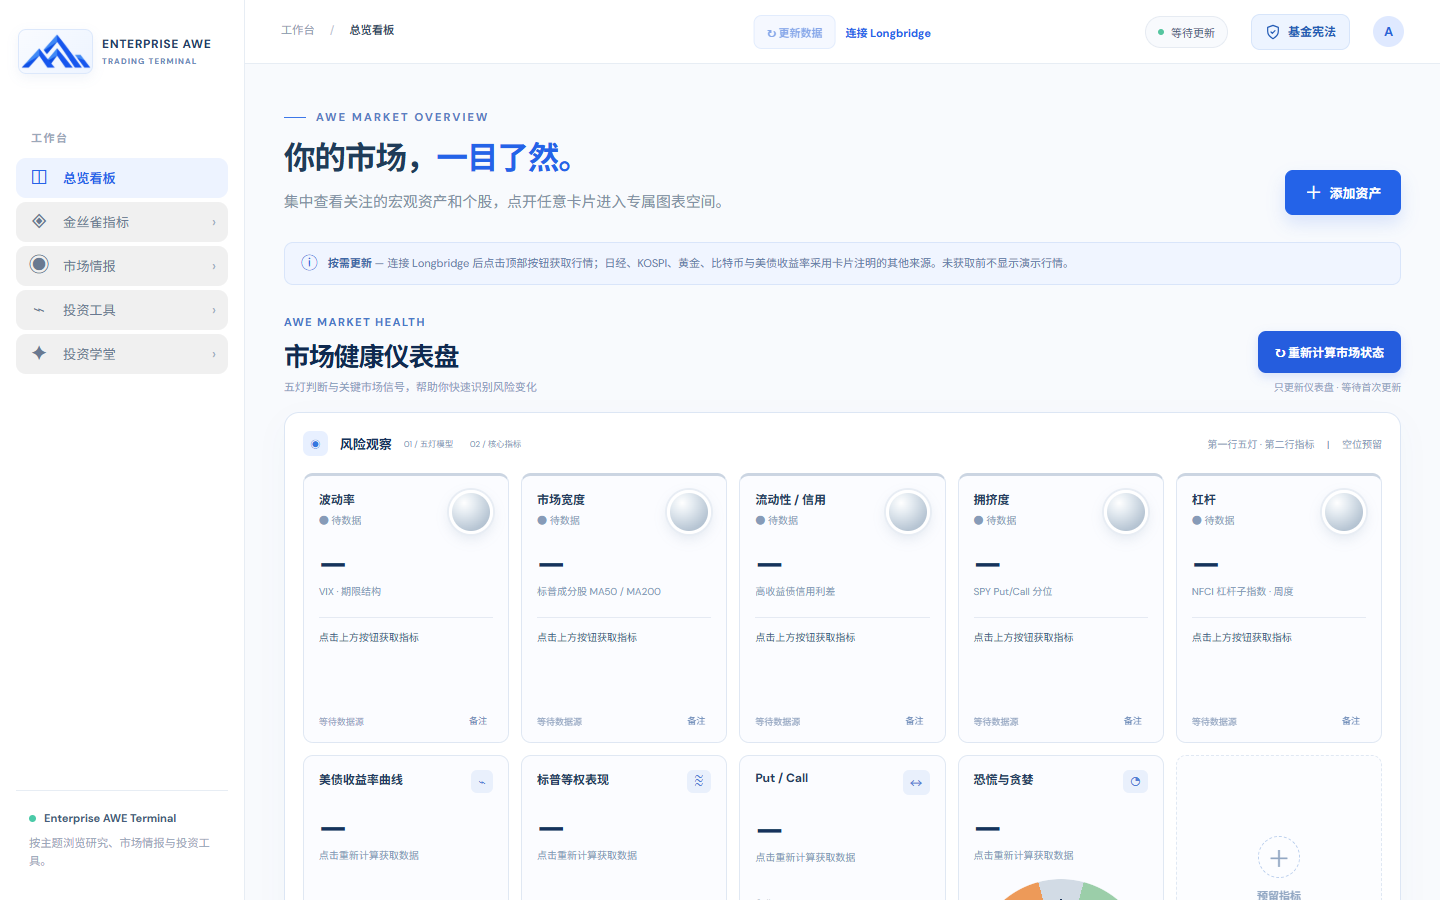 ENTERPRISE AWE
TRADING TERMINAL
工作台
总览看板
金丝雀指标
市场情报
投资工具
投资学堂
Enterprise AWE Terminal
按主题浏览研究、市场情报与投资工
具。
工作台 / 总览看板
↻ 更新数据
连接 Longbridge
等待更新
基金宪法
A
AWE MARKET OVERVIEW
你的市场，一目了然。
集中查看关注的宏观资产和个股，点开任意卡片进入专属图表空间。
＋ 添加资产
按需更新 — 连接 Longbridge 后点击顶部按钮获取行情；日经、KOSPI、黄金、比特币与美债收益率采用卡片注明的其他来源。未获取前不显示演示行情。
AWE MARKET HEALTH
市场健康仪表盘
五灯判断与关键市场信号，帮助你快速识别风险变化
↻ 重新计算市场状态
只更新仪表盘 · 等待首次更新
风险观察
01 / 五灯模型
02 / 核心指标
第一行五灯 · 第二行指标 | 空位预留
波动率
待数据
—
VIX · 期限结构
点击上方按钮获取指标
等待数据源
备注
市场宽度
待数据
—
标普成分股 MA50 / MA200
点击上方按钮获取指标
等待数据源
备注
流动性 / 信用
待数据
—
高收益债信用利差
点击上方按钮获取指标
等待数据源
备注
拥挤度
待数据
—
SPY Put/Call 分位
点击上方按钮获取指标
等待数据源
备注
杠杆
待数据
—
NFCI 杠杆子指数 · 周度
点击上方按钮获取指标
等待数据源
备注
美债收益率曲线
—
点击重新计算获取数据
标普等权表现
—
点击重新计算获取数据
Put / Call
—
点击重新计算获取数据
恐慌与贪婪
—
点击重新计算获取数据
预留指标